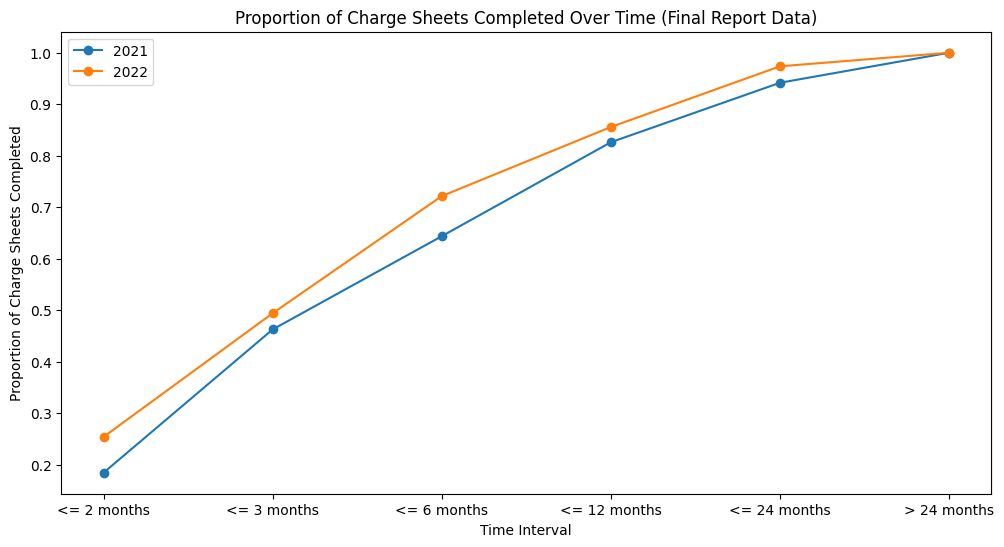 Proportion of Charge Sheets Completed Over Time (Final Report Data)
2021
2022
Proportion of Charge Sheets Completed
1.0
0.9
0.8
0.7
0.6
0.5
0.4
0.3
0.2
<= 2 months
<= 3 months
<= 6 months
<= 12 months
<= 24 months
> 24 months
Time Interval